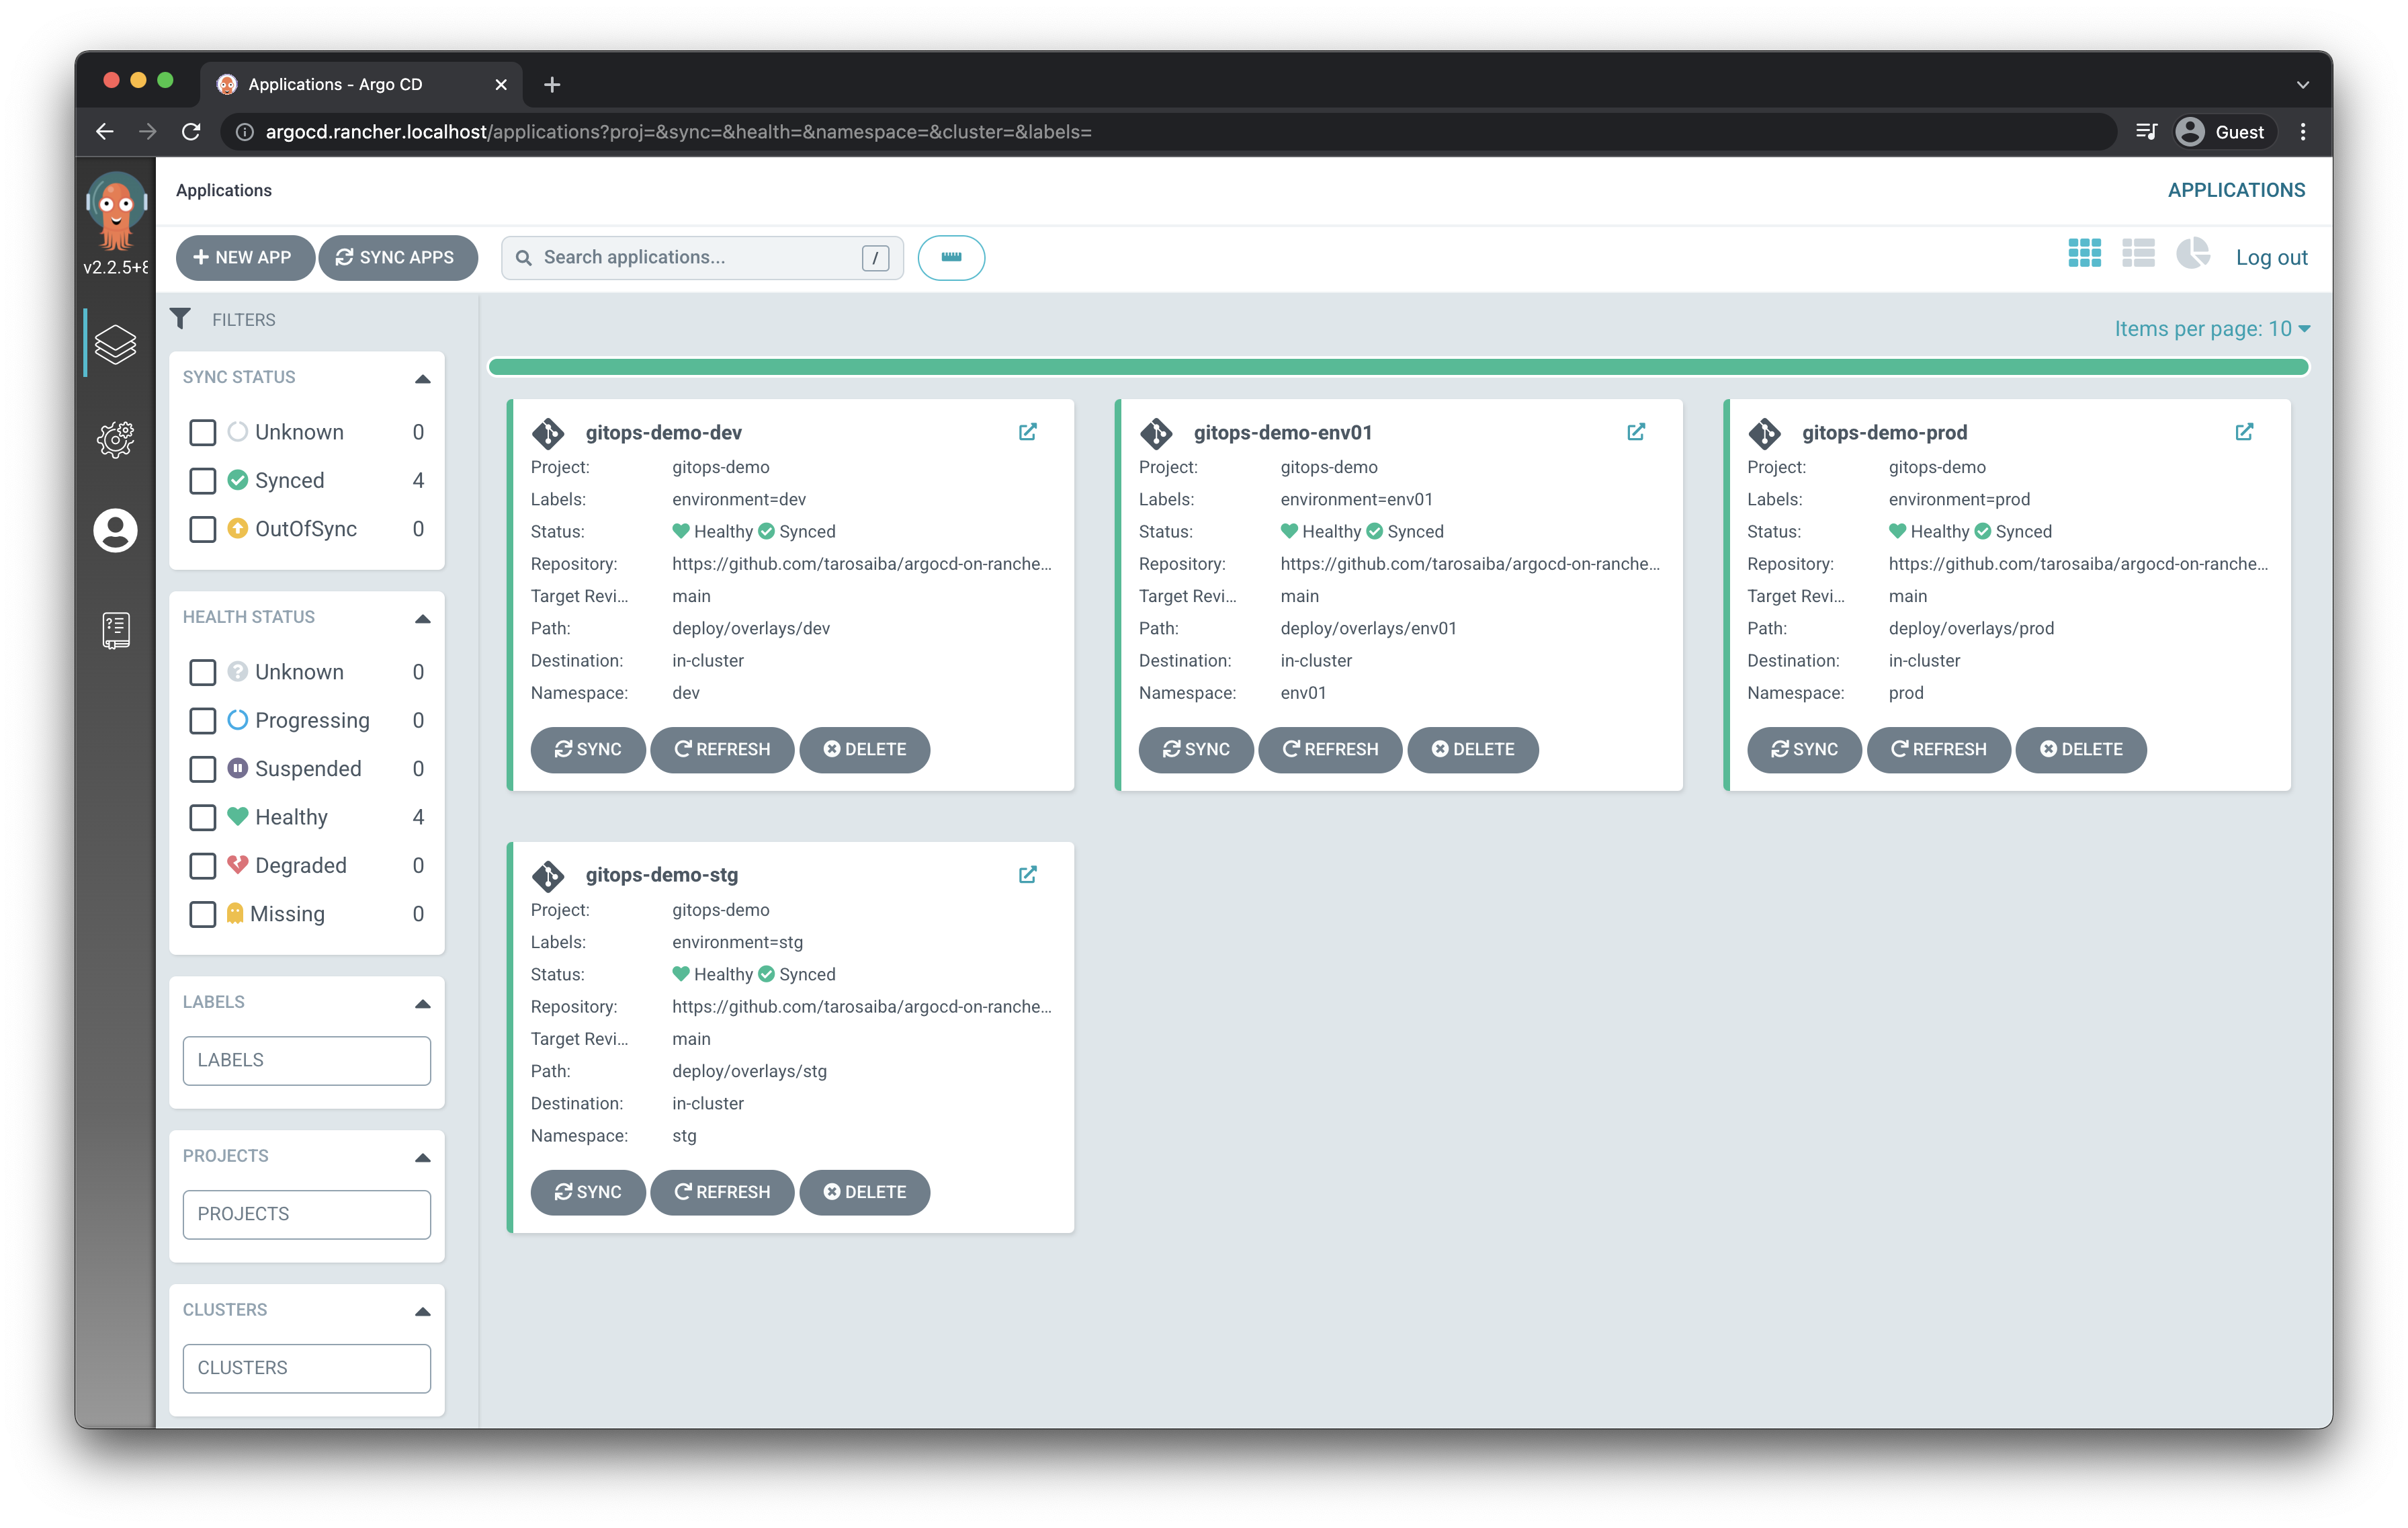 Applications - Argo CD
argocd.rancher.localhost/applications?proj=&sync=&health=&namespace=&cluster=&labels=
Guest
v2.2.5+8
Applications
APPLICATIONS
NEW APP
SYNC APPS
Search applications...
/
Log out
FILTERS
Items per page: 10
SYNC STATUS
Unknown 0
Synced 4
OutOfSync 0
HEALTH STATUS
Unknown 0
Progressing 0
Suspended 0
Healthy 4
Degraded 0
Missing 0
LABELS
LABELS
PROJECTS
PROJECTS
CLUSTERS
CLUSTERS
gitops-demo-dev
Project: gitops-demo
Labels: environment=dev
Status: Healthy Synced
Repository: https://github.com/tarosaiba/argocd-on-ranche...
Target Revi... main
Path: deploy/overlays/dev
Destination: in-cluster
Namespace: dev
SYNC REFRESH DELETE
gitops-demo-env01
Project: gitops-demo
Labels: environment=env01
Status: Healthy Synced
Repository: https://github.com/tarosaiba/argocd-on-ranche...
Target Revi... main
Path: deploy/overlays/env01
Destination: in-cluster
Namespace: env01
SYNC REFRESH DELETE
gitops-demo-prod
Project: gitops-demo
Labels: environment=prod
Status: Healthy Synced
Repository: https://github.com/tarosaiba/argocd-on-ranche...
Target Revi... main
Path: deploy/overlays/prod
Destination: in-cluster
Namespace: prod
SYNC REFRESH DELETE
gitops-demo-stg
Project: gitops-demo
Labels: environment=stg
Status: Healthy Synced
Repository: https://github.com/tarosaiba/argocd-on-ranche...
Target Revi... main
Path: deploy/overlays/stg
Destination: in-cluster
Namespace: stg
SYNC REFRESH DELETE